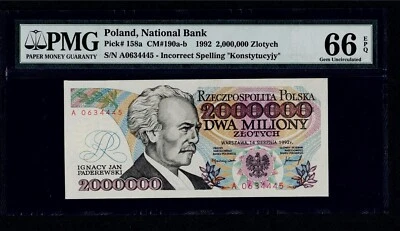 PMG
PAPER MONEY GUARANTY
Poland, National Bank
Pick# 158a CM#190a-b 1992 2,000,000 Zlotych
S/N A0634445 - Incorrect Spelling "Konstytucyjy"
66 EPQ
Gem Uncirculated
RZECZPOSPOLITA POLSKA
2000000
A 0634445
DWA MILIONY
ZŁOTYCH
WARSZAWA 14 SIERPNIA 1992 r.
IGNACY JAN
PADEREWSKI
2000000
A 0634445